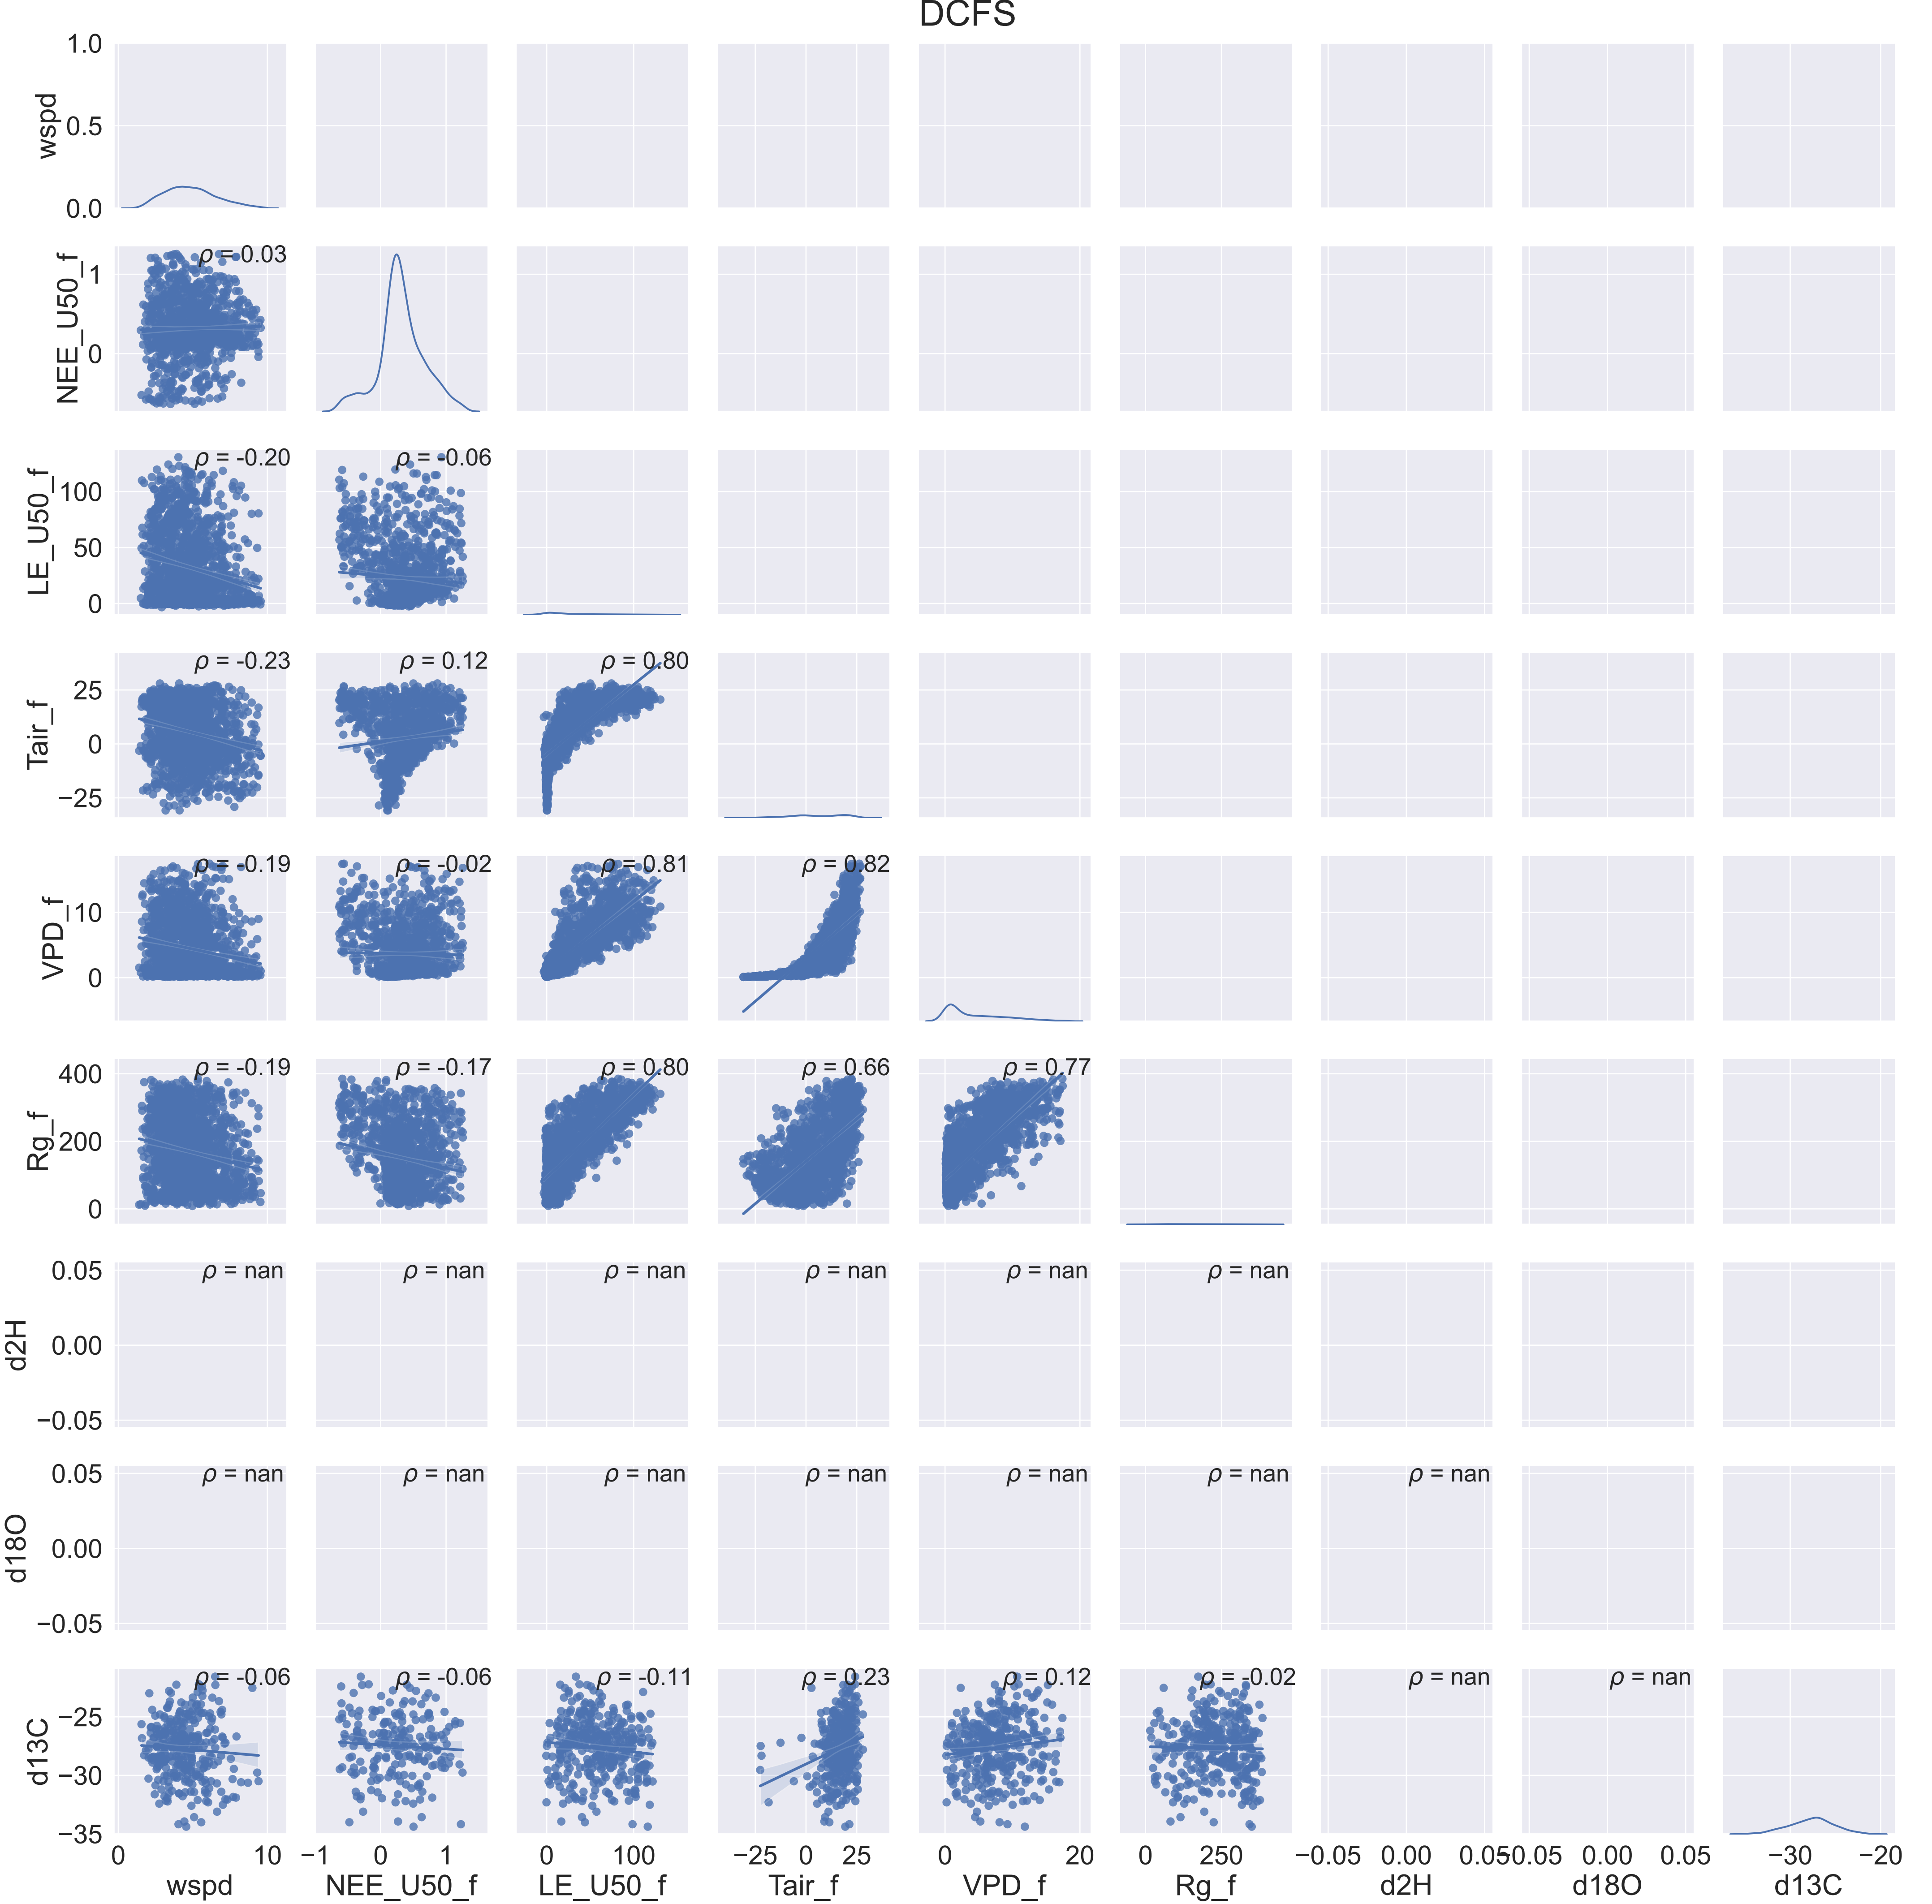 DCFS
1.0
0.5
0.0
wspd
ρ = 0.03
1
0
NEE_U50_f
ρ = -0.20 ρ = -0.06
100
50
0
LE_U50_f
ρ = -0.23 ρ = 0.12 ρ = 0.80
25
0
−25
Tair_f
ρ = -0.19 ρ = -0.02 ρ = 0.81 ρ = 0.82
10
0
VPD_f
ρ = -0.19 ρ = -0.17 ρ = 0.80 ρ = 0.66 ρ = 0.77
400
200
0
Rg_f
ρ = nan ρ = nan ρ = nan ρ = nan ρ = nan ρ = nan
0.05
0.00
−0.05
d2H
ρ = nan ρ = nan ρ = nan ρ = nan ρ = nan ρ = nan ρ = nan
0.05
0.00
−0.05
d18O
ρ = -0.06 ρ = -0.06 ρ = -0.11 ρ = 0.23 ρ = 0.12 ρ = -0.02 ρ = nan ρ = nan
−25
−30
−35
d13C
0 10 −1 0 1 0 100 −25 0 25 0 20 0 250 −0.05 0.00 0.05 −0.05 0.00 0.05 −30 −20
wspd NEE_U50_f LE_U50_f Tair_f VPD_f Rg_f d2H d18O d13C